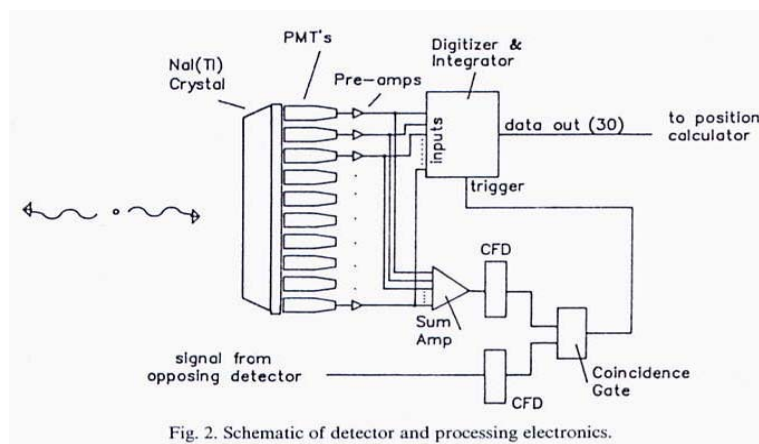 PMT's
NaI(Tl)
Crystal
Pre-amps
Digitizer &
Integrator
inputs
data out (30)
to position
calculator
trigger
CFD
Sum
Amp
signal from
opposing detector
CFD
Coincidence
Gate
Fig. 2. Schematic of detector and processing electronics.